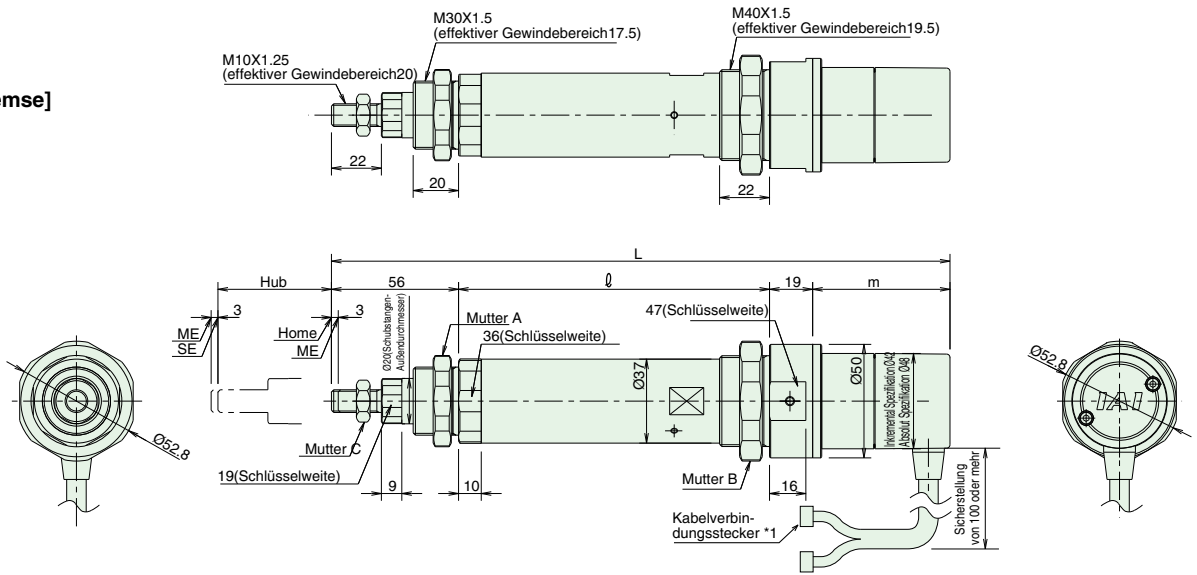 M30X1.5
(effektiver Gewindebereich17.5)
M40X1.5
(effektiver Gewindebereich19.5)
M10X1.25
(effektiver Gewindebereich20)
emse]
22
20
22
L
Hub
56
ℓ
19
m
3
3
ME
SE
Home
ME
Ø20(Schubstangen-
Außendurchmesser)
Mutter A
36(Schlüsselweite)
47(Schlüsselweite)
Ø37
Ø50
Inkremental Spezifikation Ø42
Absolut Spezifikation Ø48
Ø52.8
Ø52.8
IAI
Mutter C
19(Schlüsselweite)
9
10
Mutter B
16
Kabelverbin-
dungsstecker *1
Sicherstellung
von 100 oder mehr